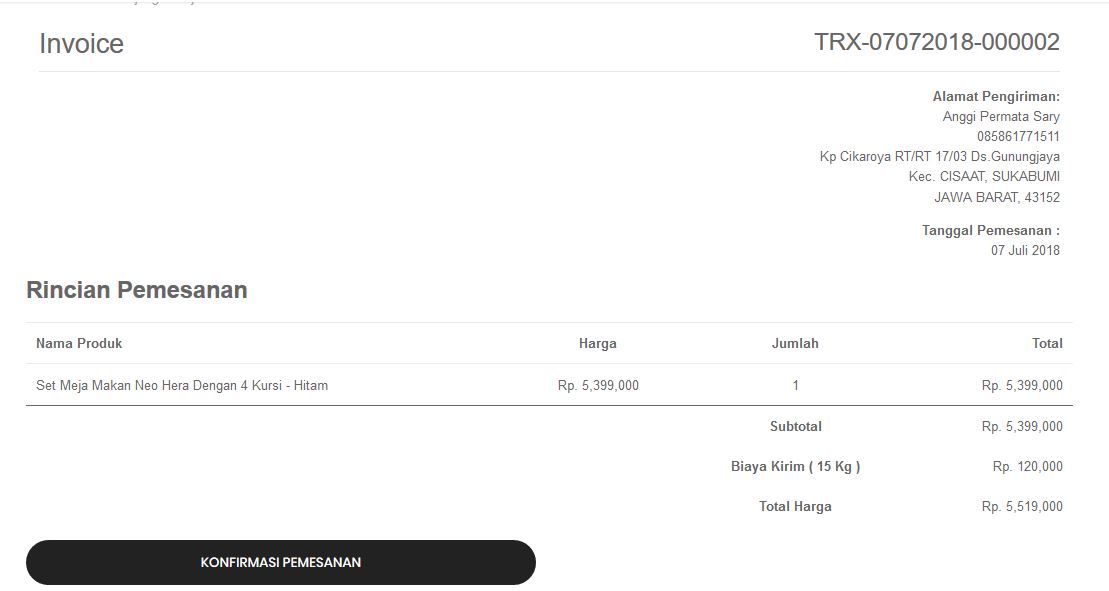 Invoice
TRX-07072018-000002
Alamat Pengiriman:
Anggi Permata Sary
085861771511
Kp Cikaroya RT/RT 17/03 Ds.Gunungjaya
Kec. CISAAT, SUKABUMI
JAWA BARAT, 43152
Tanggal Pemesanan :
07 Juli 2018
Rincian Pemesanan
Nama Produk Harga Jumlah Total
Set Meja Makan Neo Hera Dengan 4 Kursi - Hitam Rp. 5,399,000 1 Rp. 5,399,000
Subtotal Rp. 5,399,000
Biaya Kirim ( 15 Kg ) Rp. 120,000
Total Harga Rp. 5,519,000
KONFIRMASI PEMESANAN